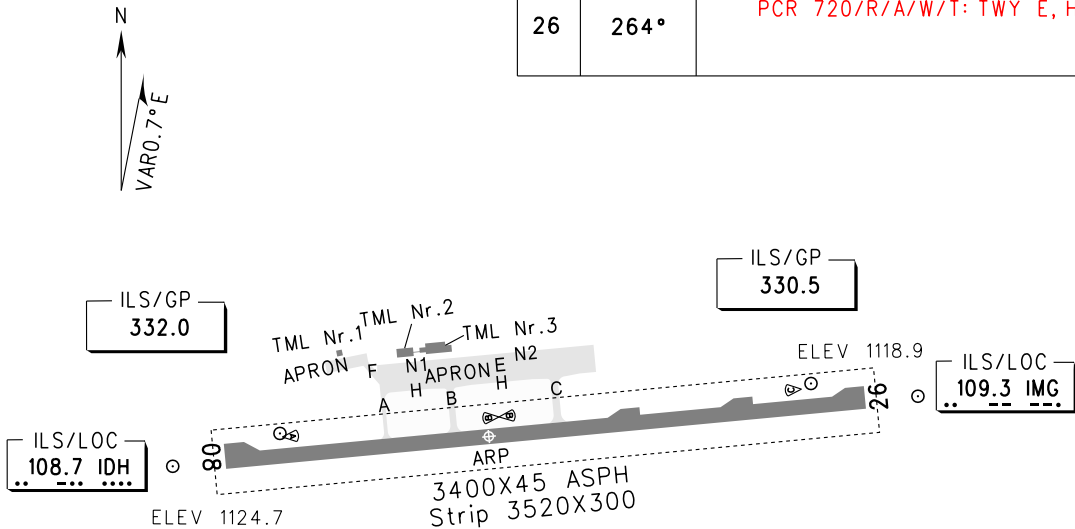 N
VAR0.7°E
26 264°
PCR 720/R/A/W/T: TWY E, H
ILS/GP
332.0
ILS/GP
330.5
TML Nr.1
TML Nr.2
TML Nr.3
APRON
F
N1
APRON
E
N2
H
H
A
B
C
ELEV 1118.9
ILS/LOC
109.3 IMG
.. -- --.
26
08
ILS/LOC
108.7 IDH
.. -.. ....
ARP
3400X45 ASPH
Strip 3520X300
ELEV 1124.7